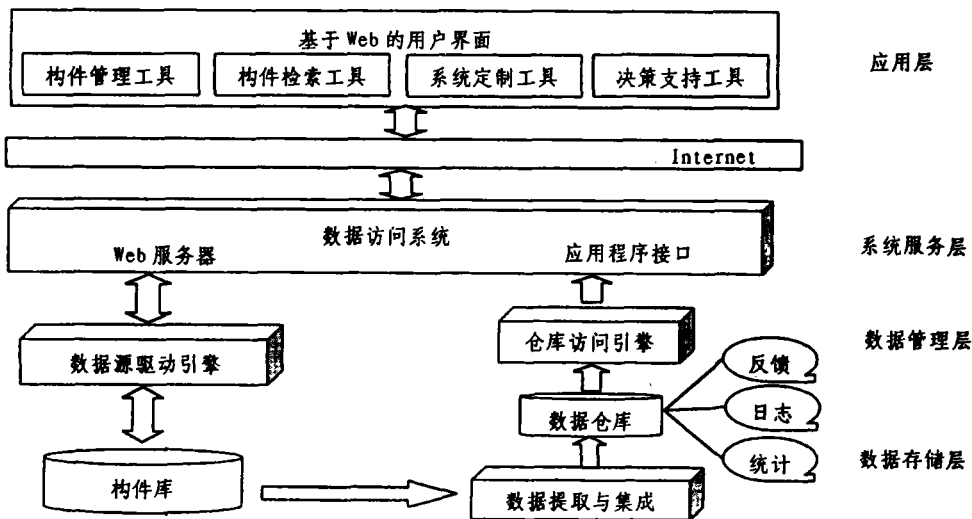 基于Web的用户界面
构件管理工具
构件检索工具
系统定制工具
决策支持工具
应用层
Internet
数据访问系统
Web服务器
应用程序接口
系统服务层
数据源驱动引擎
仓库访问引擎
数据管理层
反馈
数据仓库
日志
统计
数据存储层
构件库
数据提取与集成